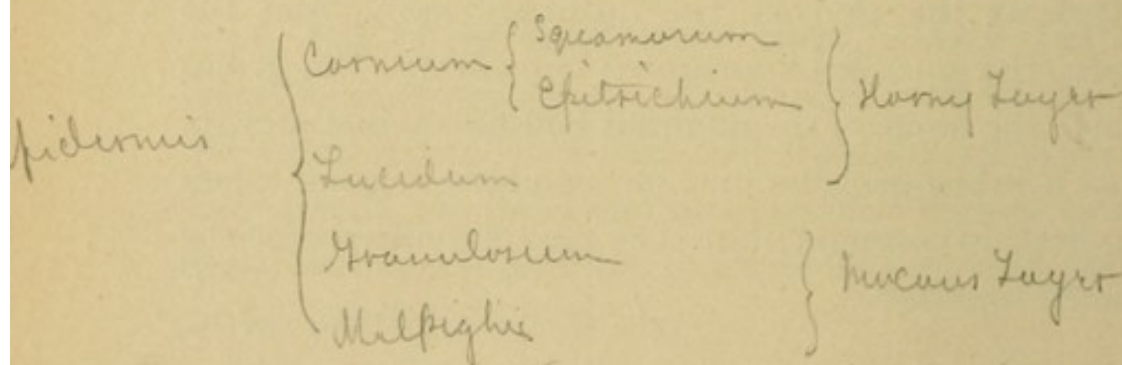 Squamorum
Cornium Epitrichium Horny Layer
pidermis
Lucidum
Granulosum
Mucous Layer
Malpighii